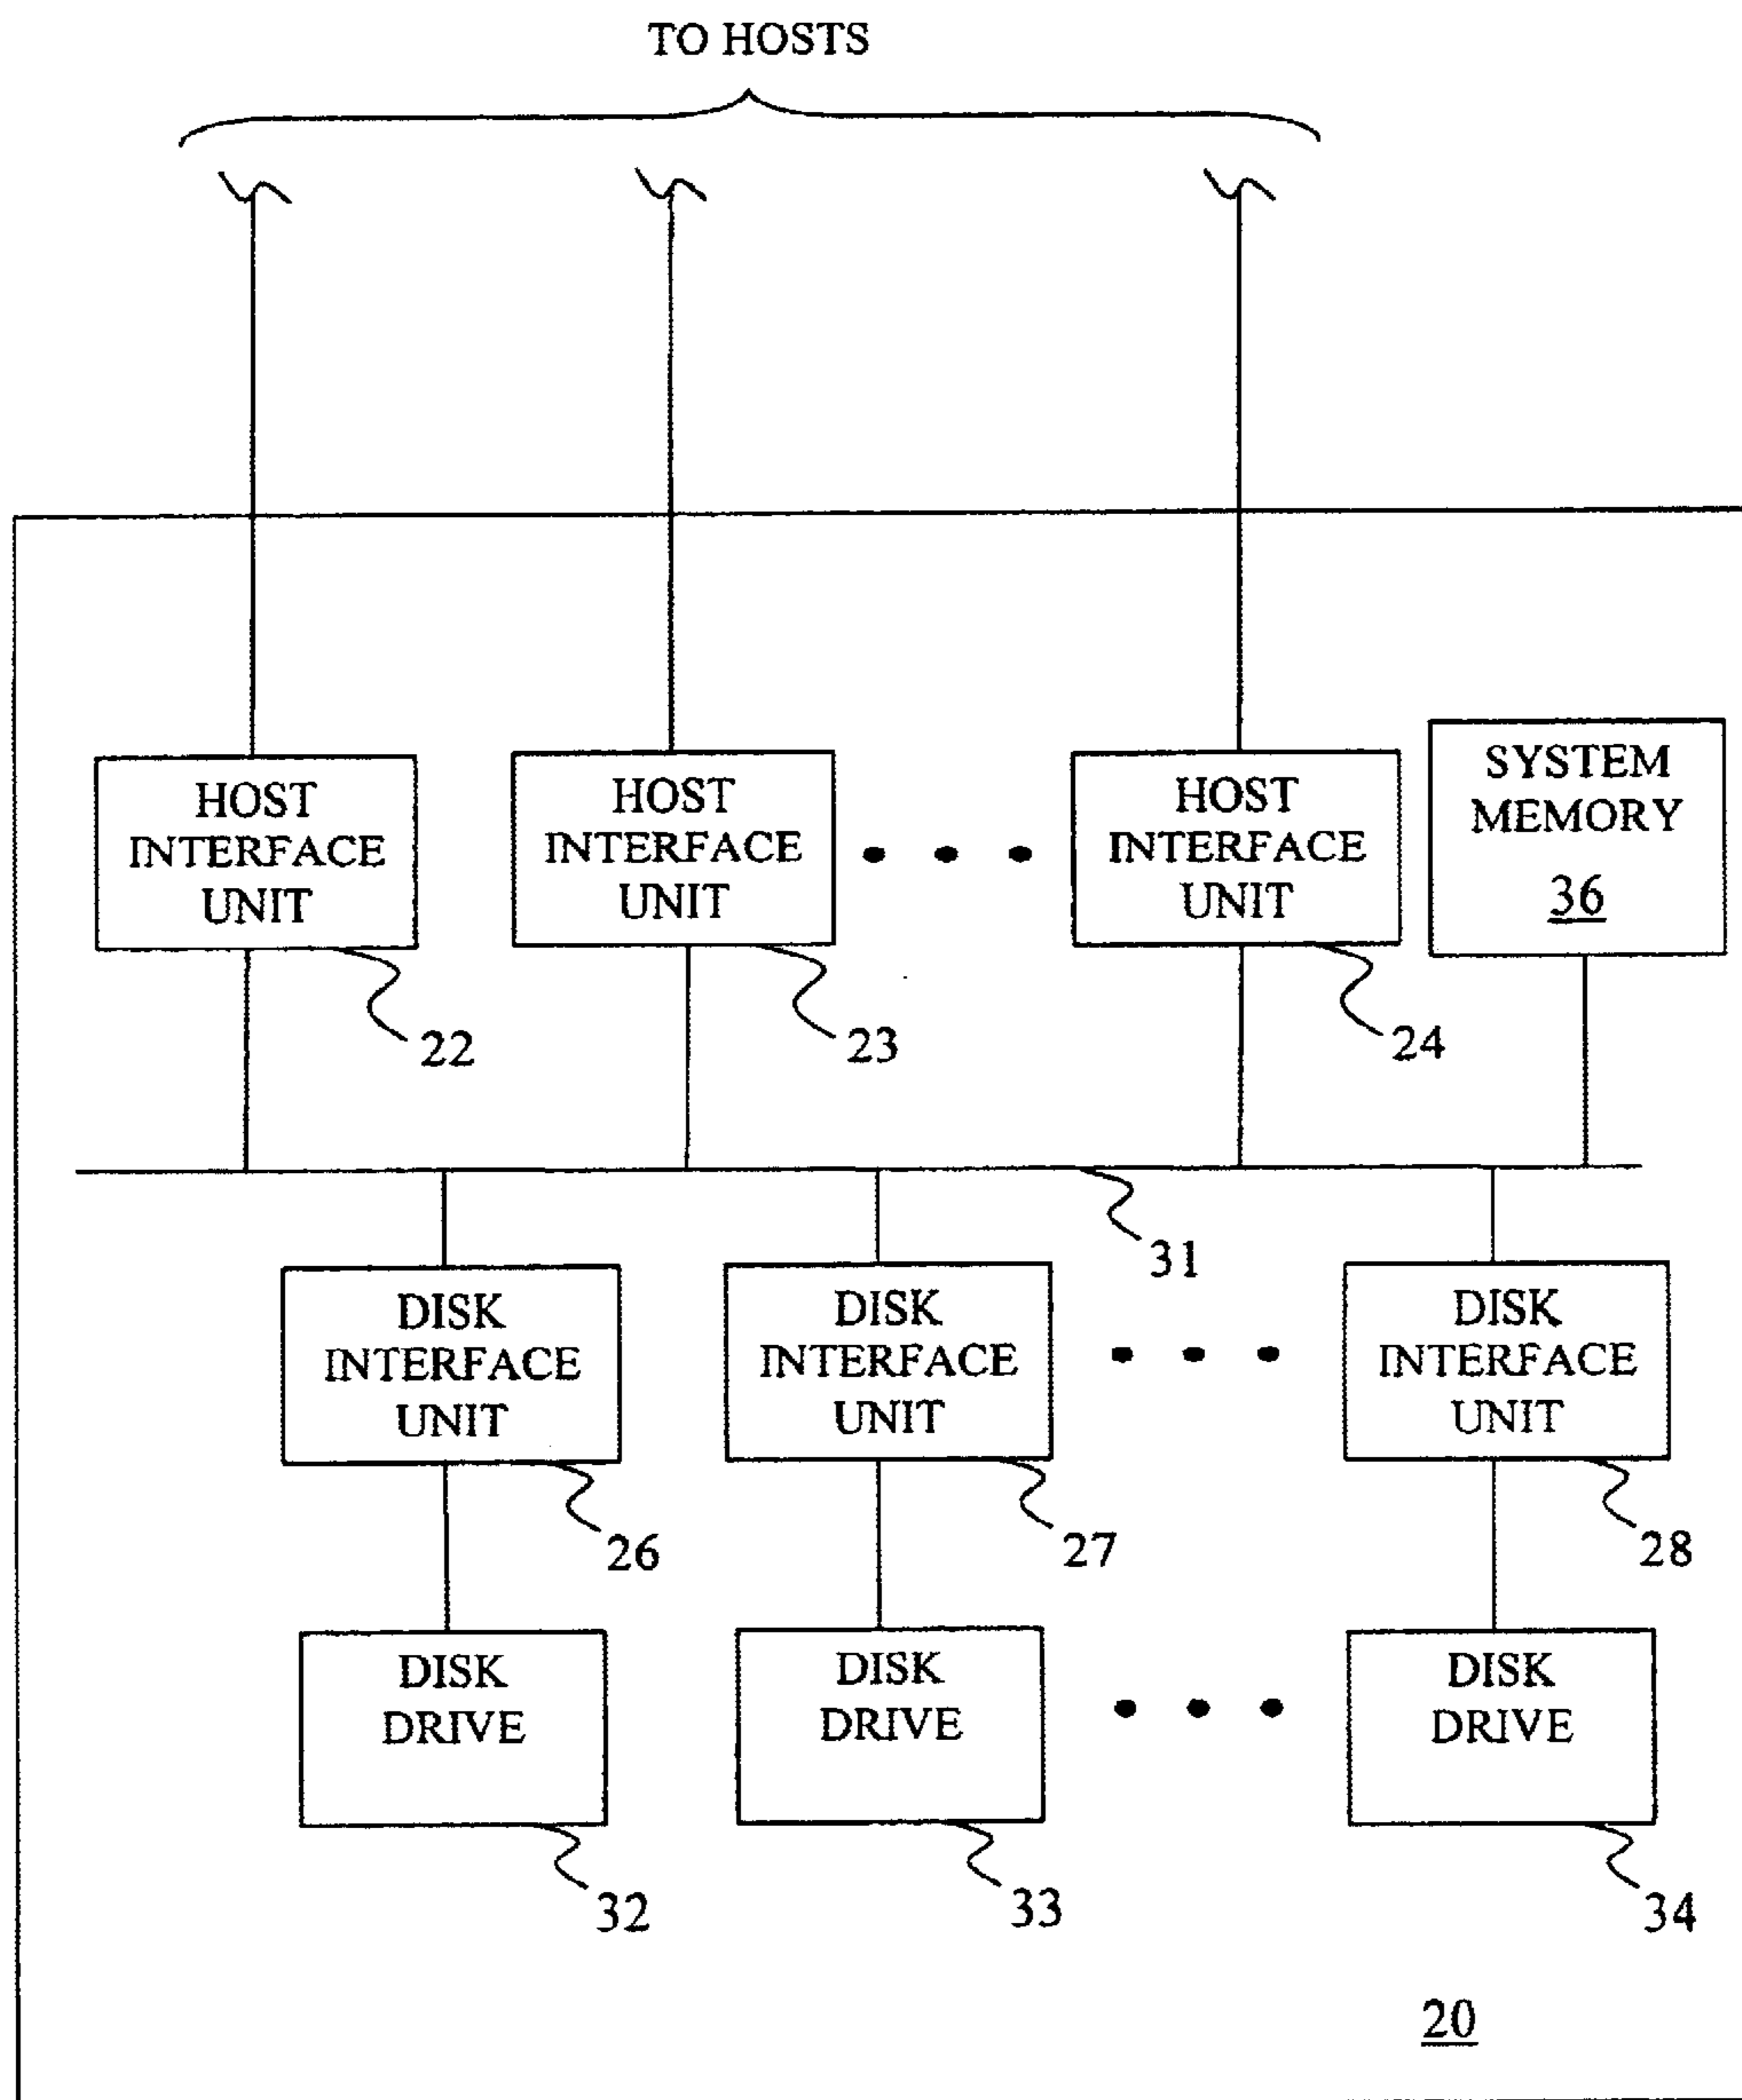 TO HOSTS
HOST
INTERFACE
UNIT
HOST
INTERFACE
UNIT
HOST
INTERFACE
UNIT
SYSTEM
MEMORY
36
22
23
24
31
DISK
INTERFACE
UNIT
DISK
INTERFACE
UNIT
DISK
INTERFACE
UNIT
26
27
28
DISK
DRIVE
DISK
DRIVE
DISK
DRIVE
32
33
34
20